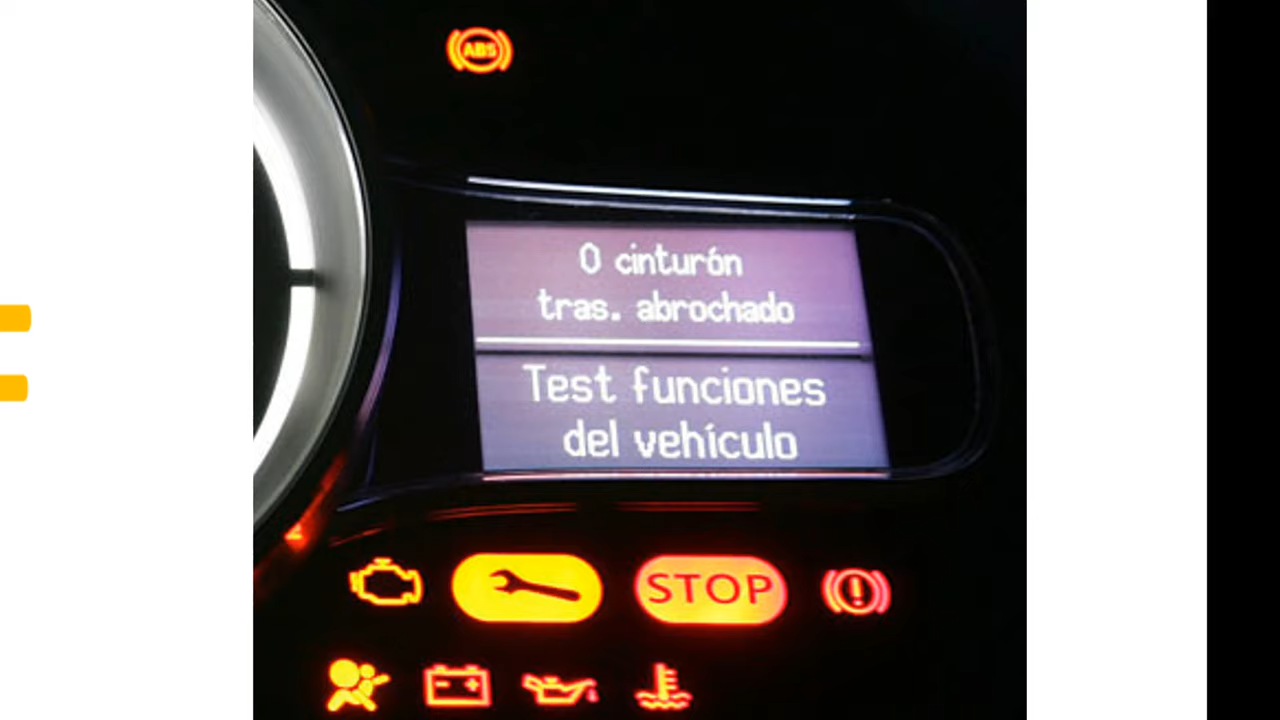 ABS
0 cinturón
tras. abrochado
Test funciones
del vehículo
STOP